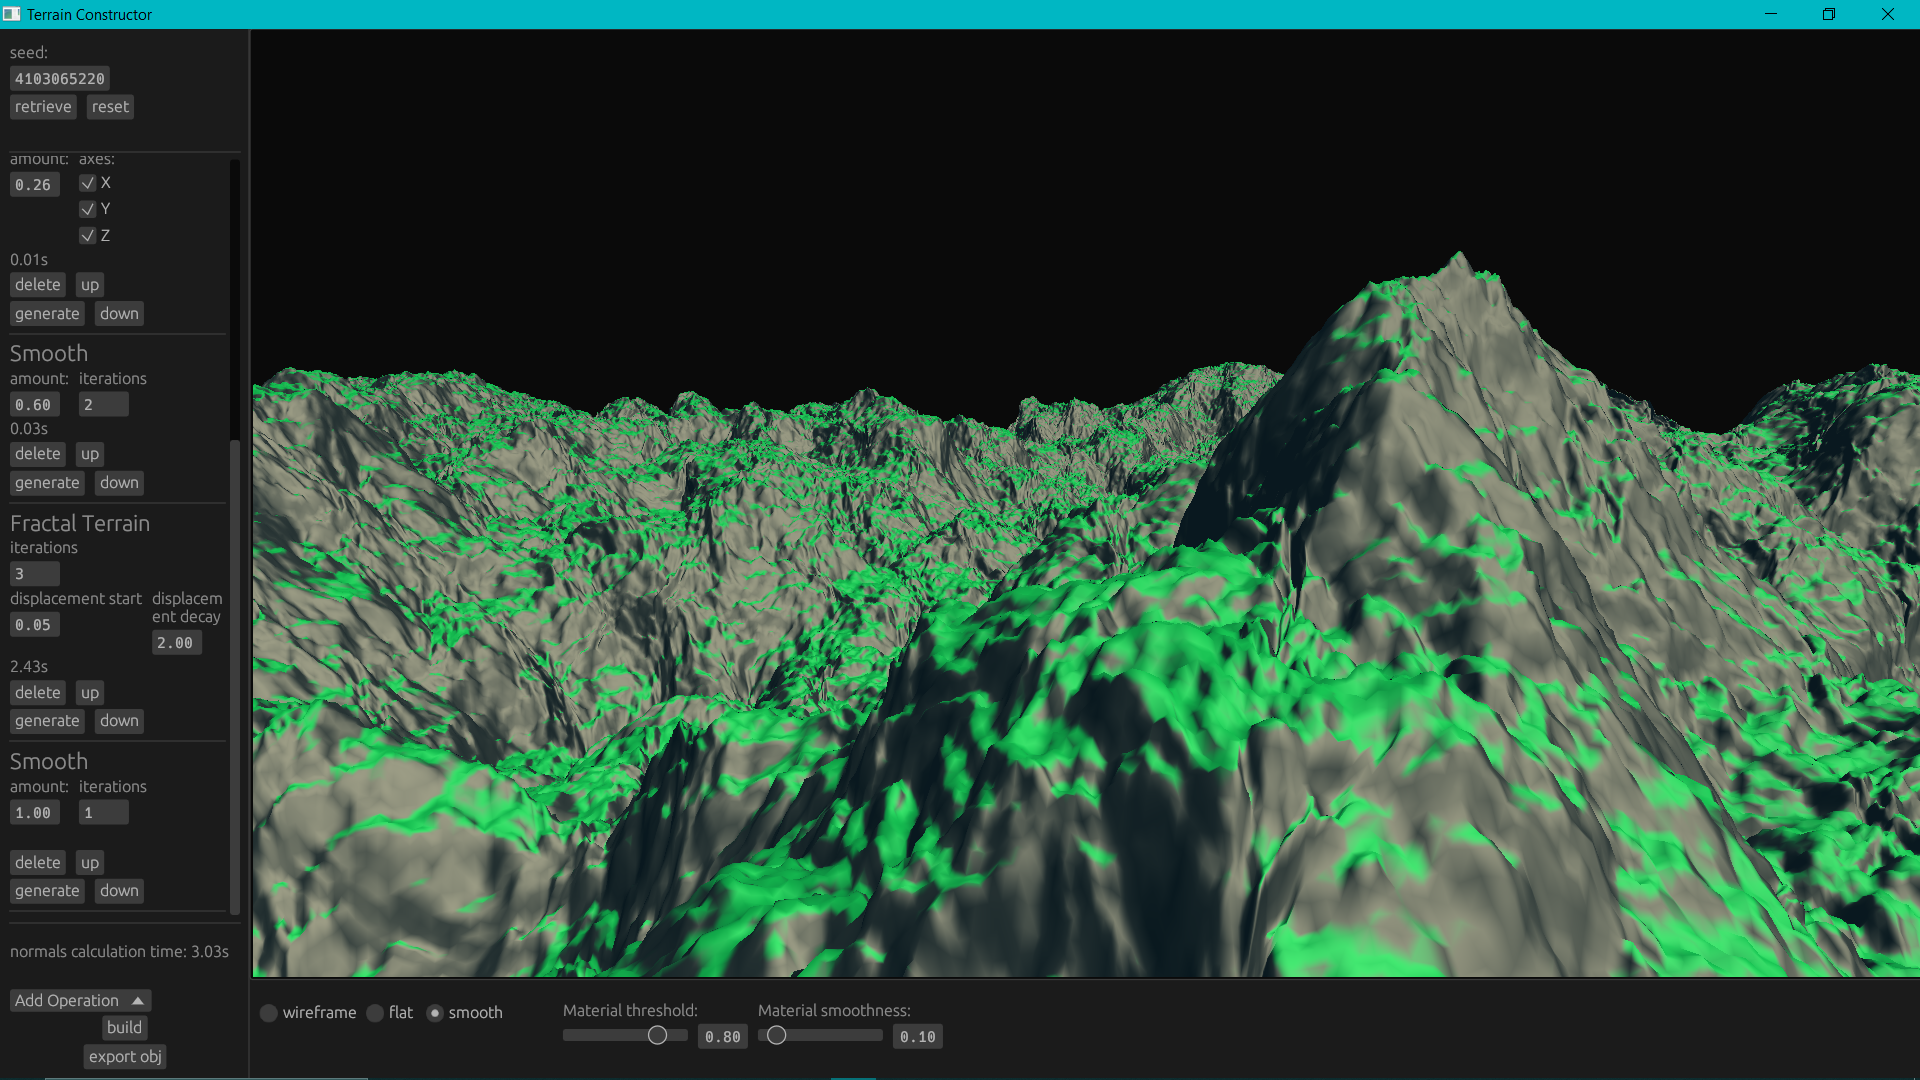 Terrain Constructor
seed:
4103065220
retrieve reset
amount: axes:
0.26 X
Y
Z
0.01s
delete up
generate down
Smooth
amount: iterations
0.60 2
0.03s
delete up
generate down
Fractal Terrain
iterations
3
displacement start displacem
ent decay
0.05
2.00
2.43s
delete up
generate down
Smooth
amount: iterations
1.00 1
delete up
generate down
normals calculation time: 3.03s
Add Operation
build
export obj
wireframe flat smooth
Material threshold: Material smoothness:
0.80 0.10